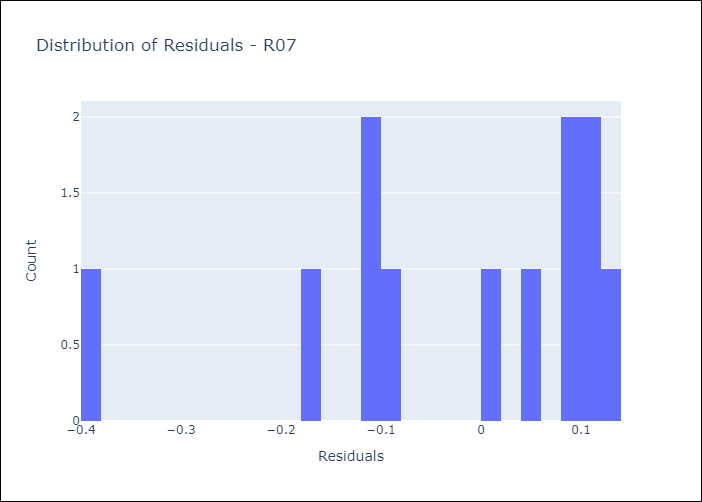 Distribution of Residuals - R07
2
1.5
1
0.5
0
Count
−0.4 −0.3 −0.2 −0.1 0 0.1
Residuals